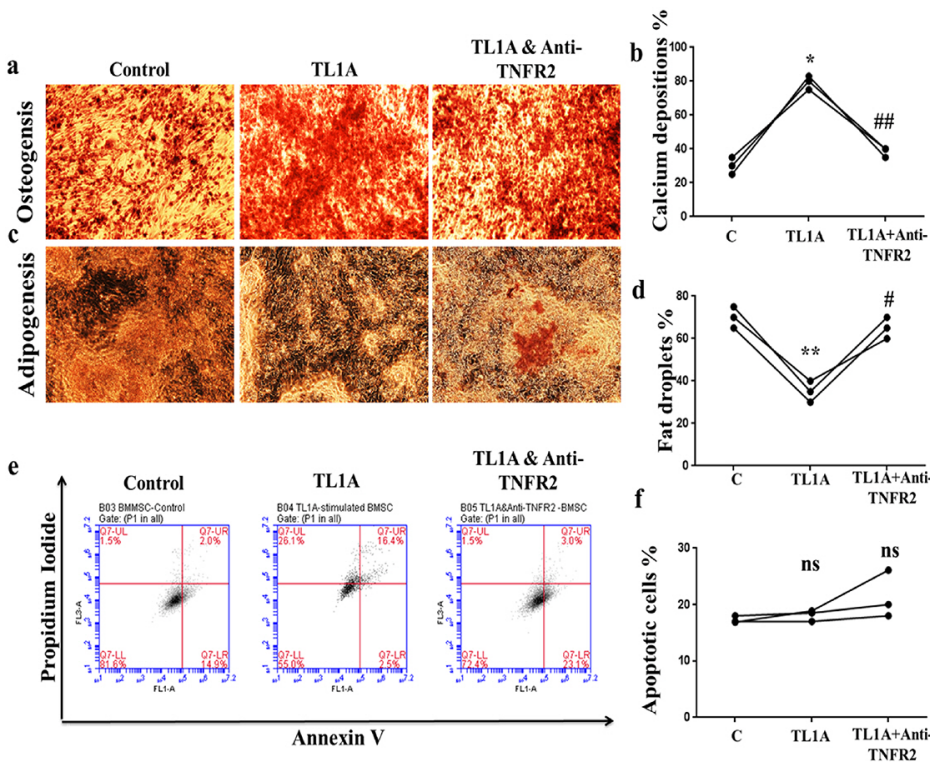 a
Control
TL1A
TL1A & Anti-
TNFR2
Osteogensis
c
Adipogenesis
b
Calcium depositions %
100
80
60
40
20
0
*
##
C
TL1A
TL1A+Anti-
TNFR2
d
Fat droplets %
80
60
40
20
0
**
#
C
TL1A
TL1A+Anti-
TNFR2
e
Control
TL1A
TL1A & Anti-
TNFR2
Propidium Iodide
B03 BMMSC-Control
Gate: (P1 in all)
Q7-UL
1.5%
Q7-UR
2.0%
Q7-LL
81.6%
Q7-LR
14.9%
FL3-A
FL1-A
B04 TL1A-stimulated BMSC
Gate: (P1 in all)
Q7-UL
26.1%
Q7-UR
16.4%
Q7-LL
55.0%
Q7-LR
2.5%
FL3-A
FL1-A
B05 TL1A&Anti-TNFR2 -BMSC
Gate: (P1 in all)
Q7-UL
1.5%
Q7-UR
3.0%
Q7-LL
72.4%
Q7-LR
23.1%
FL3-A
FL1-A
Annexin V
f
Apoptotic cells %
30
20
10
0
ns
ns
C
TL1A
TL1A+Anti-
TNFR2